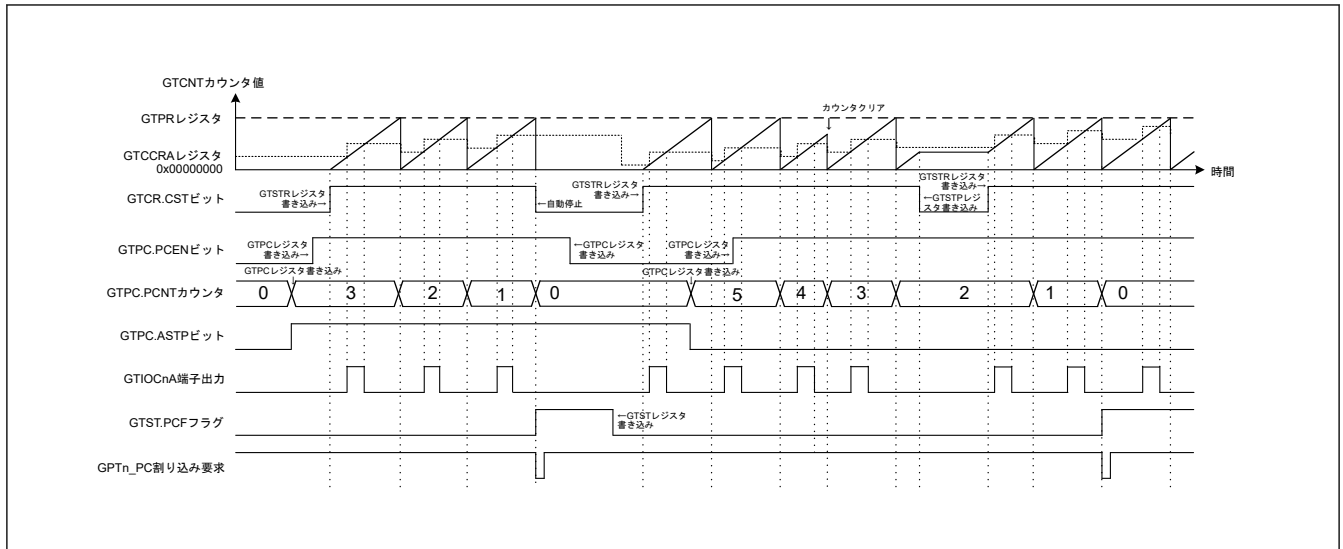 GTCNTカウンタ値
カウンタクリア
GTPRレジスタ
GTCCRAレジスタ
0x00000000
時間
GTCR.CSTビット
GTSTRレジスタ
書き込み→
←自動停止
GTSTRレジスタ
書き込み→
GTSTRレジスタ
書き込み→
←GTSTPレジ
スタ書き込み
GTPC.PCENビット
GTPCレジスタ
書き込み→
←GTPCレジスタ
書き込み
GTPCレジスタ
書き込み→
GTPCレジスタ書き込み
GTPCレジスタ書き込み
GTPC.PCNTカウンタ
0 3 2 1 0 5 4 3 2 1 0
GTPC.ASTPビット
GTIOCnA端子出力
GTST.PCFフラグ
←GTSTレジスタ
書き込み
GPTn_PC割り込み要求